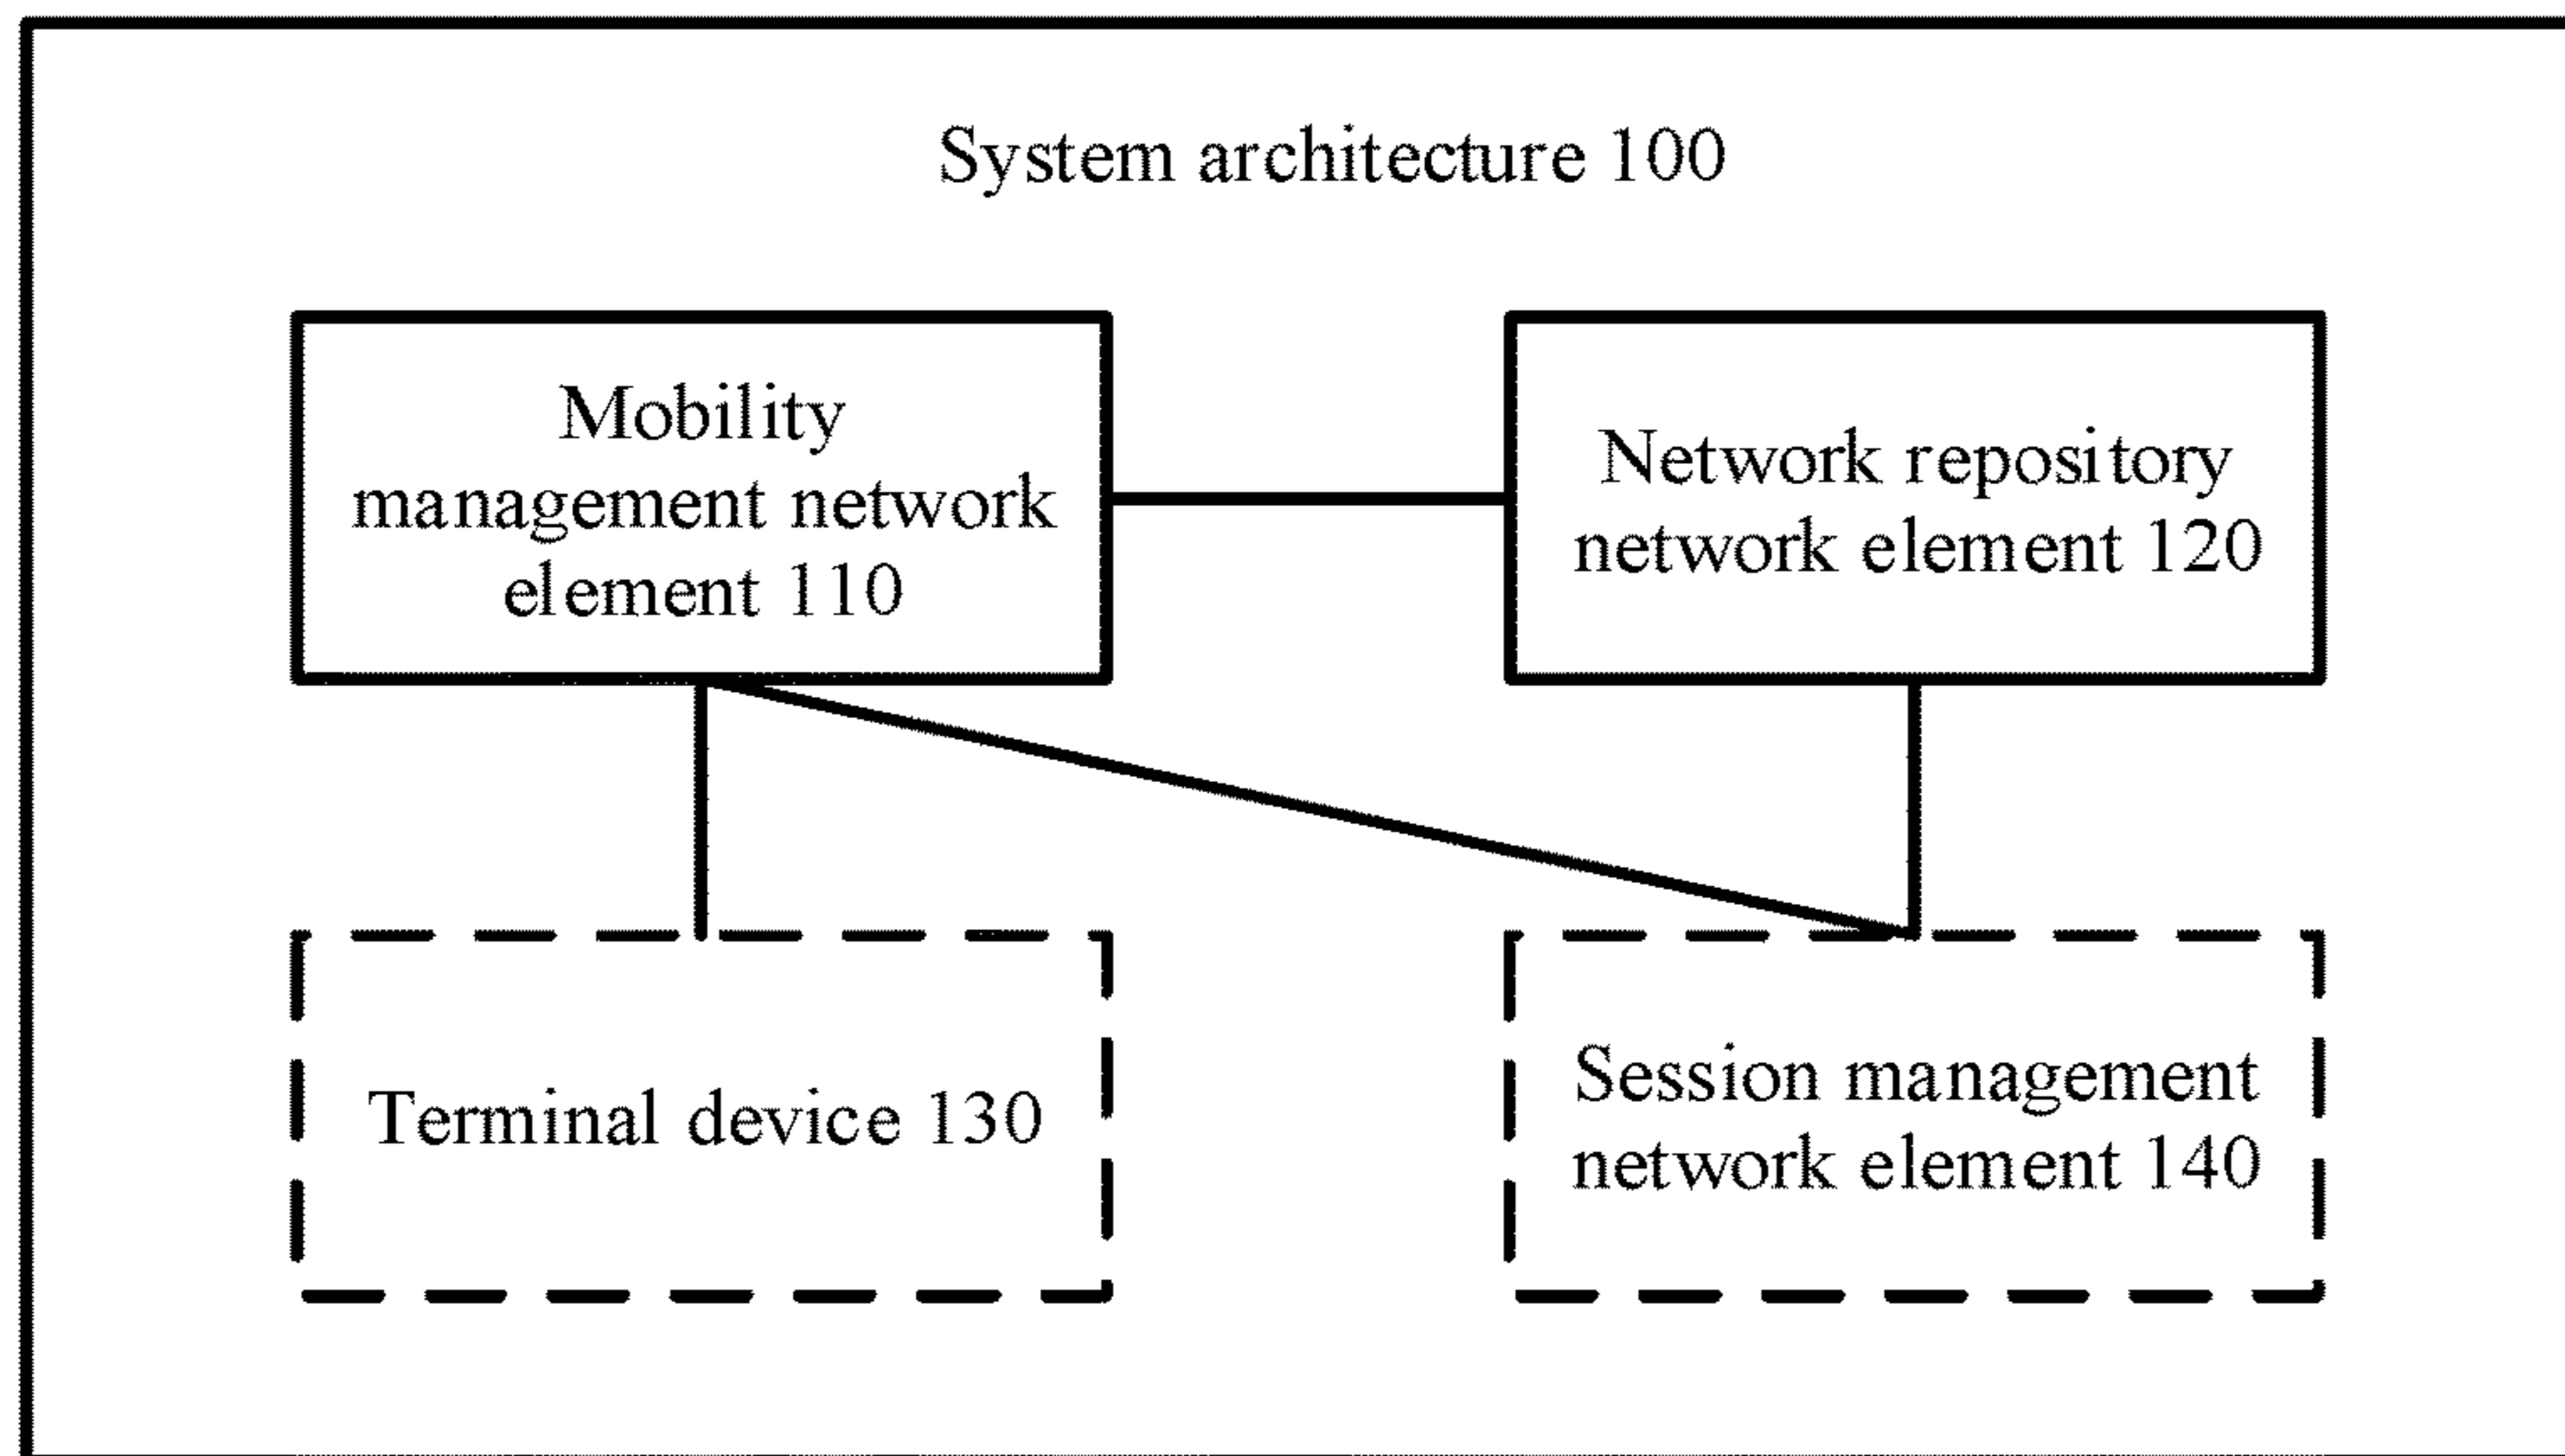 System architecture 100
Mobility
management network
element 110
Network repository
network element 120
Terminal device 130
Session management
network element 140